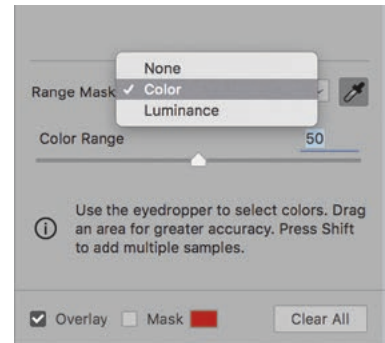 None
Range Mask ✓ Color
Luminance
Color Range 50
Use the eyedropper to select colors. Drag
an area for greater accuracy. Press Shift
to add multiple samples.
Overlay Mask Clear All